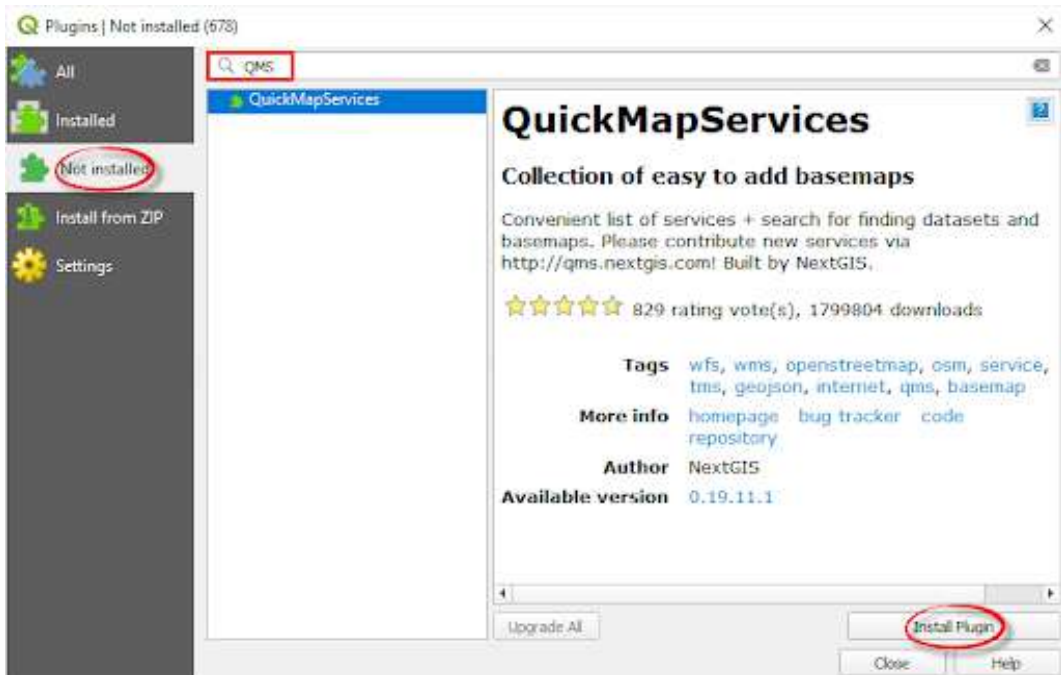 Plugins | Not installed (678)
All
Installed
Not installed
Install from ZIP
Settings
QMS
QuickMapServices
QuickMapServices
Collection of easy to add basemaps
Convenient list of services + search for finding datasets and
basemaps. Please contribute new services via
http://qms.nextgis.com! Built by NextGIS.
829 rating vote(s), 1799804 downloads
Tags wfs, wms, openstreetmap, osm, service,
tms, geojson, internet, qms, basemap
More info homepage bug tracker code
repository
Author NextGIS
Available version 0.19.11.1
Upgrade All
Install Plugin
Close
Help